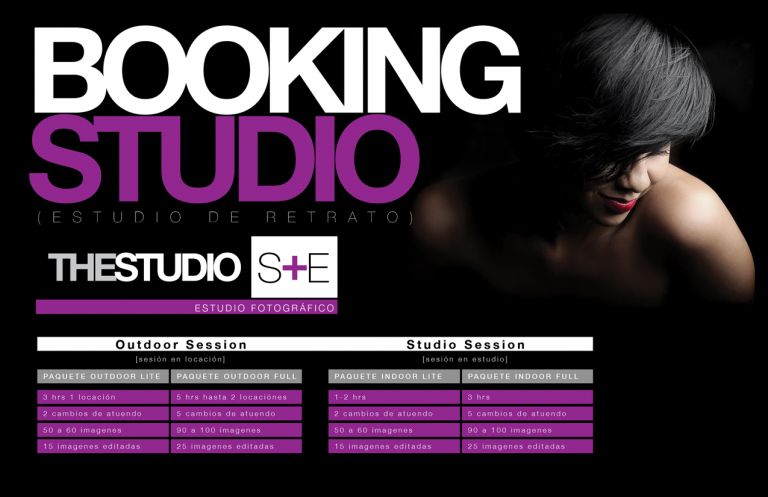 BOOKING
STUDIO
(ESTUDIO DE RETRATO)
THESTUDIO S+E
ESTUDIO FOTOGRÁFICO
Outdoor Session
[sesión en locación]
PAQUETE OUTDOOR LITE PAQUETE OUTDOOR FULL
3 hrs 1 locación 5 hrs hasta 2 locaciónes
2 cambios de atuendo 5 cambios de atuendo
50 a 60 imagenes 90 a 100 imagenes
15 imagenes editadas 25 imagenes editadas
Studio Session
[sesión en estudio]
PAQUETE INDOOR LITE PAQUETE INDOOR FULL
1-2 hrs 3 hrs
2 cambios de atuendo 5 cambios de atuendo
50 a 60 imagenes 90 a 100 imagenes
15 imagenes editadas 25 imagenes editadas